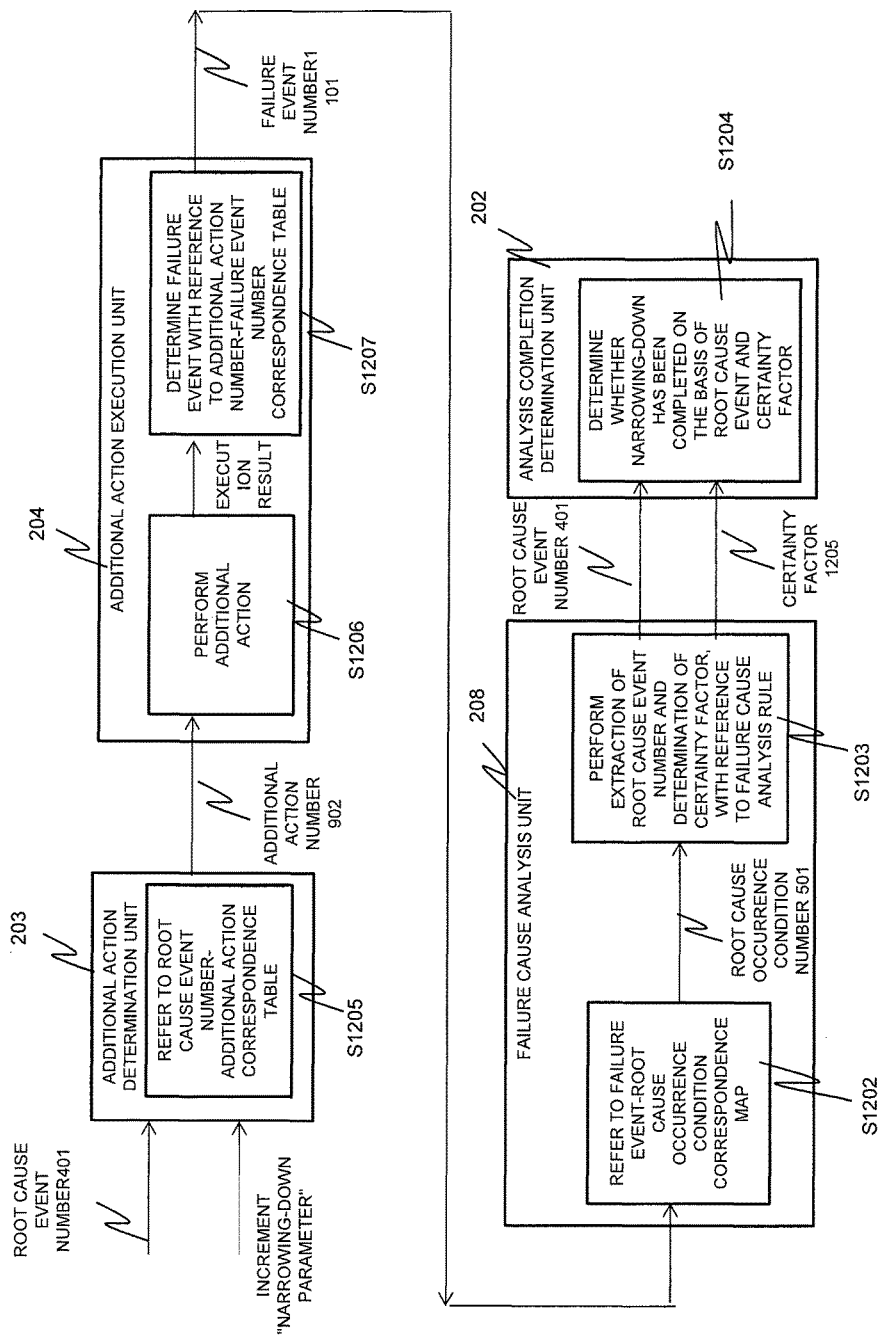 ROOT CAUSE
EVENT
NUMBER401
INCREMENT
"NARROWING-DOWN
PARAMETER"
203
ADDITIONAL ACTION
DETERMINATION UNIT
REFER TO ROOT
CAUSE EVENT
NUMBER-
ADDITIONAL ACTION
CORRESPONDENCE
TABLE
S1205
ADDITIONAL
ACTION
NUMBER
902
204
ADDITIONAL ACTION EXECUTION UNIT
PERFORM
ADDITIONAL
ACTION
S1206
EXECUT
ION
RESULT
DETERMINE FAILURE
EVENT WITH REFERENCE
TO ADDITIONAL ACTION
NUMBER-FAILURE EVENT
NUMBER
CORRESPONDENCE TABLE
S1207
FAILURE
EVENT
NUMBER1
101
208
FAILURE CAUSE ANALYSIS UNIT
REFER TO FAILURE
EVENT-ROOT
CAUSE
OCCURRENCE
CONDITION
CORRESPONDENCE
MAP
S1202
ROOT CAUSE
OCCURRENCE
CONDITION
NUMBER 501
PERFORM
EXTRACTION OF
ROOT CAUSE EVENT
NUMBER AND
DETERMINATION OF
CERTAINTY FACTOR,
WITH REFERENCE
TO FAILURE CAUSE
ANALYSIS RULE
S1203
ROOT CAUSE
EVENT
NUMBER 401
CERTAINTY
FACTOR
1205
202
ANALYSIS COMPLETION
DETERMINATION UNIT
DETERMINE
WHETHER
NARROWING-DOWN
HAS BEEN
COMPLETED ON
THE BASIS OF
ROOT CAUSE
EVENT AND
CERTAINTY
FACTOR
S1204